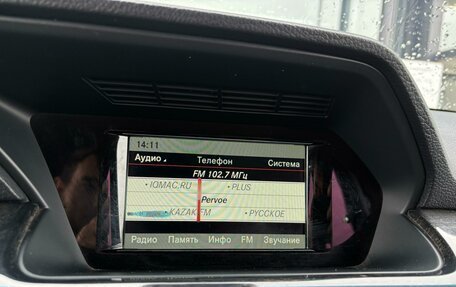 14:11
Аудио Телефон Система
FM 102.7 МГц
• IQMAC.RU • PLUS
Pervoe
• KAZAK FM • РУССКОЕ
Радио Память Инфо FM Звучание